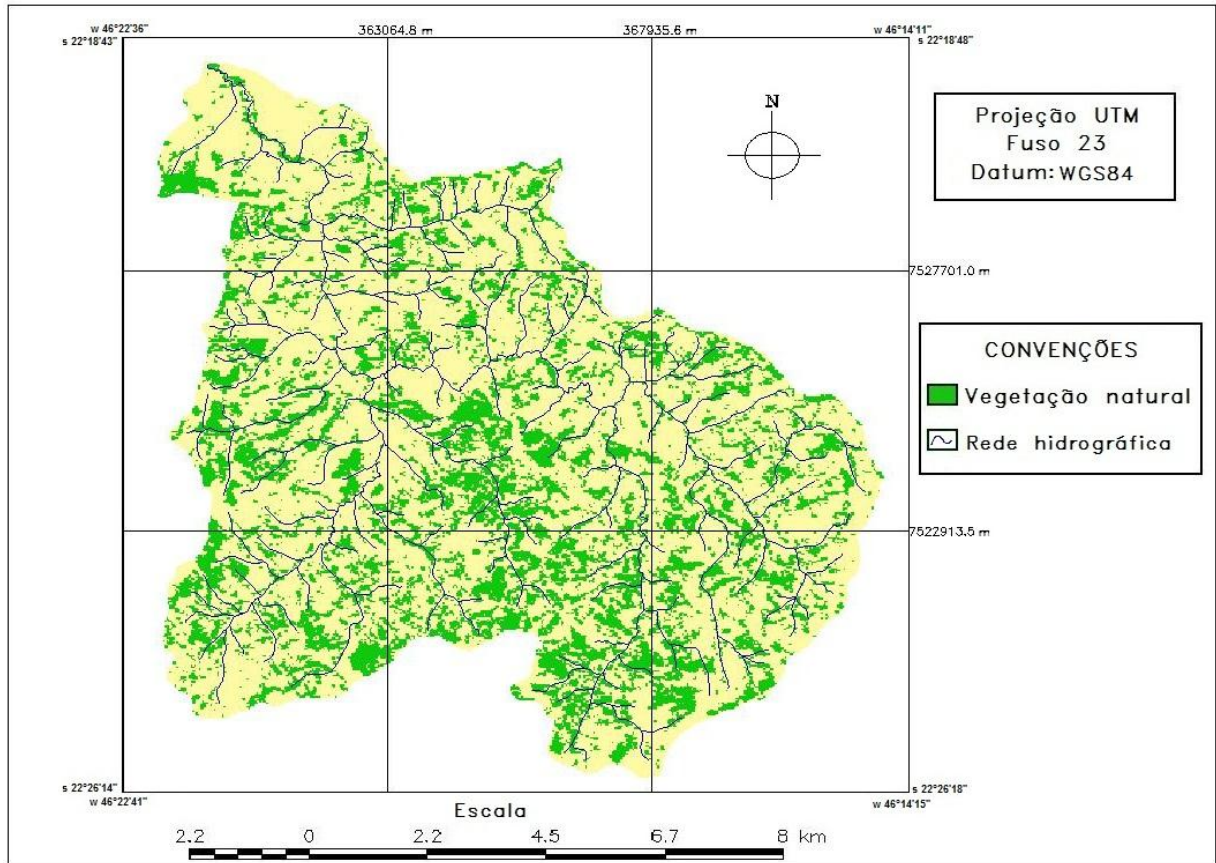 w 46°22'36"
363064.8 m
367935.6 m
w 46°14'11"
s 22°18'43"
s 22°18'48"
N
Projeção UTM
Fuso 23
Datum: WGS84
7527701.0 m
CONVENÇÕES
Vegetação natural
Rede hidrográfica
7522913.5 m
s 22°26'14"
s 22°26'18"
w 46°22'41"
w 46°14'15"
Escala
2.2 0 2.2 4.5 6.7 8 km